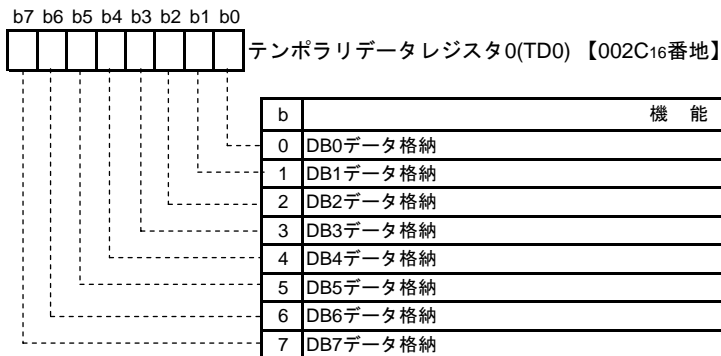 b7 b6 b5 b4 b3 b2 b1 b0
テンポラリデータレジスタ0(TD0) 【002C16番地】
b 機 能
0 DB0データ格納
1 DB1データ格納
2 DB2データ格納
3 DB3データ格納
4 DB4データ格納
5 DB5データ格納
6 DB6データ格納
7 DB7データ格納